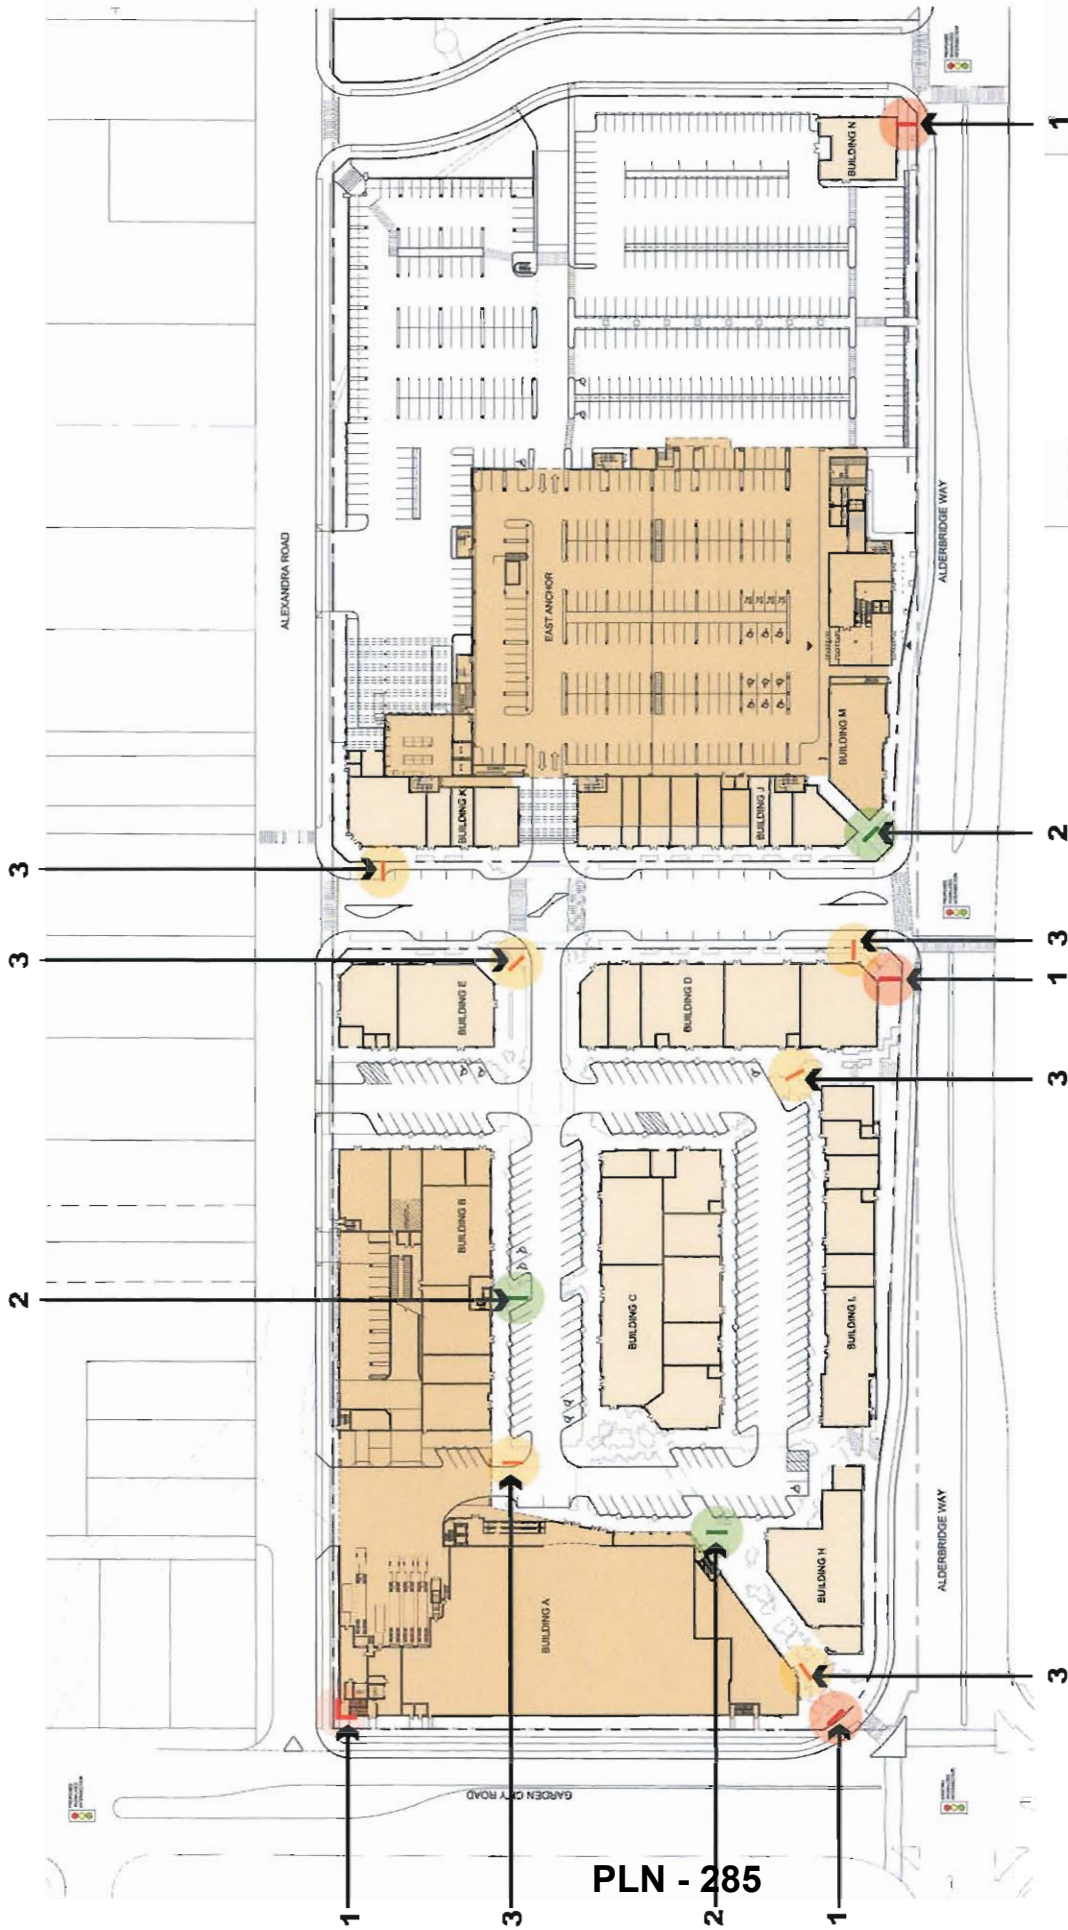 ALEXANDRA ROAD
BUILDING N
1
EAST ANCHOR
ALDERBRIDGE WAY
BUILDING M
BUILDING K
BUILDING J
2
3
3
3
1
BUILDING E
BUILDING D
3
BUILDING B
2
BUILDING C
BUILDING L
BUILDING A
BUILDING H
ALDERBRIDGE WAY
3
GARDEN CITY ROAD
PLN - 285
1
3
2
1